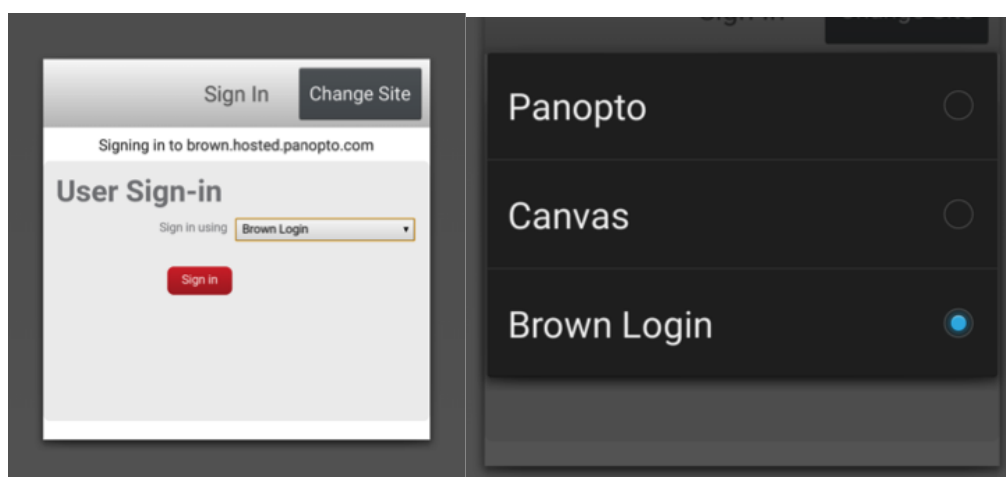 Sign In
Change Site
Signing in to brown.hosted.panopto.com
User Sign-in
Sign in using
Brown Login
Sign in
Panopto
Canvas
Brown Login